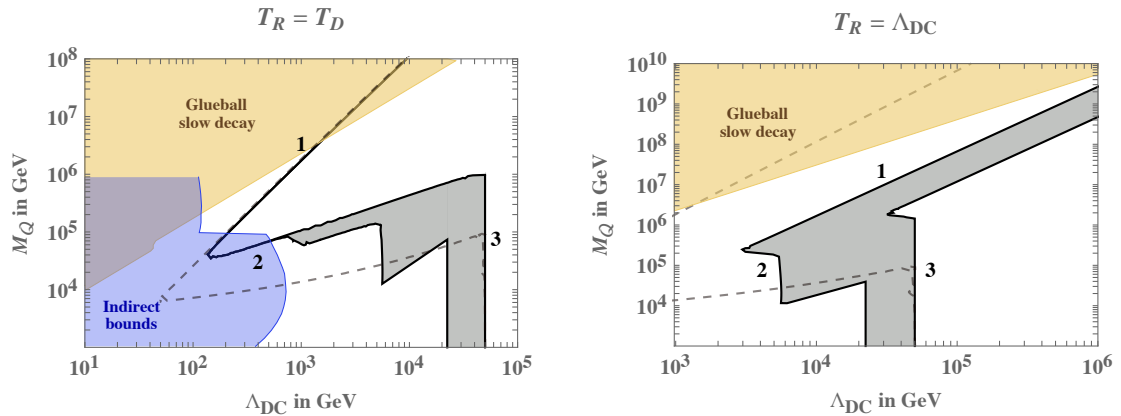 T_R = T_D
10^8
10^7
10^6
10^5
10^4
M_Q in GeV
Glueball
slow decay
1
2
3
Indirect
bounds
10^1
10^2
10^3
10^4
10^5
Λ_DC in GeV
T_R = Λ_DC
10^10
10^9
10^8
10^7
10^6
10^5
10^4
M_Q in GeV
Glueball
slow decay
1
2
3
10^3
10^4
10^5
10^6
Λ_DC in GeV